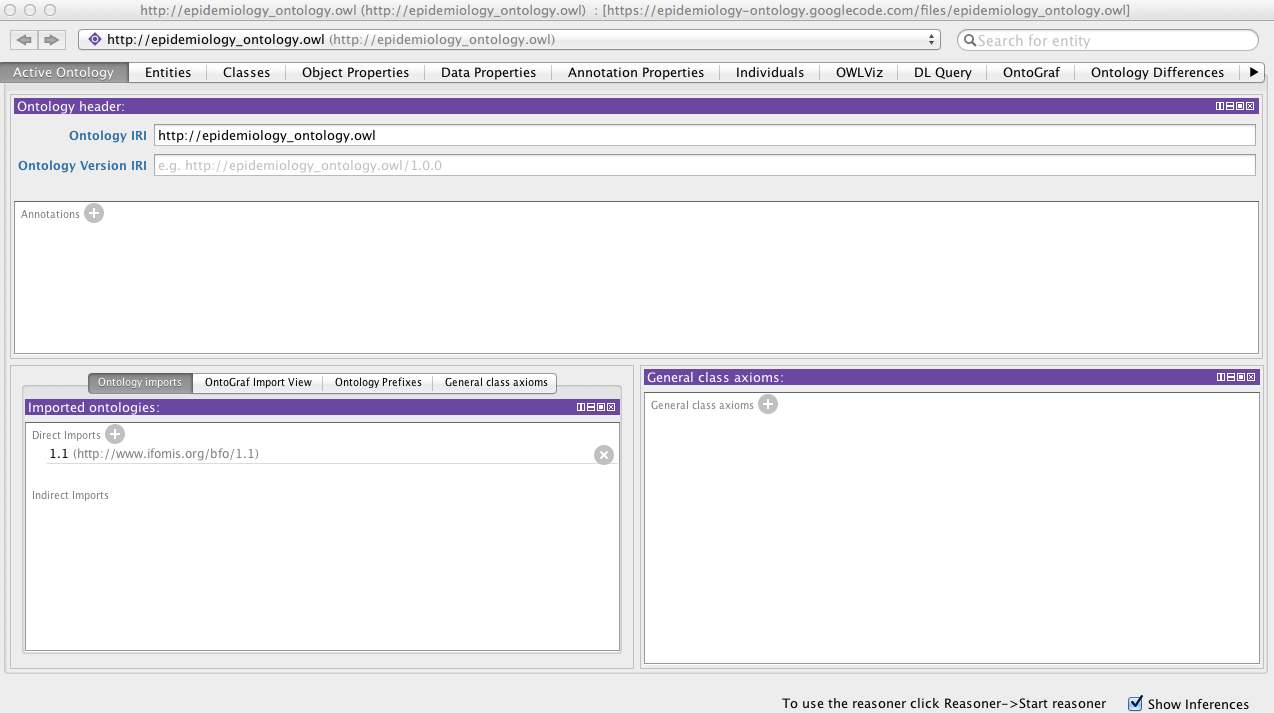 http://epidemiology_ontology.owl (http://epidemiology_ontology.owl) : [https://epidemiology-ontology.googlecode.com/files/epidemiology_ontology.owl]
http://epidemiology_ontology.owl (http://epidemiology_ontology.owl) Search for entity
Active Ontology Entities Classes Object Properties Data Properties Annotation Properties Individuals OWLViz DL Query OntoGraf Ontology Differences
Ontology header:
Ontology IRI http://epidemiology_ontology.owl
Ontology Version IRI e.g. http://epidemiology_ontology.owl/1.0.0
Annotations
Ontology imports OntoGraf Import View Ontology Prefixes General class axioms
Imported ontologies:
Direct Imports
1.1 (http://www.ifomis.org/bfo/1.1)
Indirect Imports
General class axioms:
General class axioms
To use the reasoner click Reasoner->Start reasoner Show Inferences